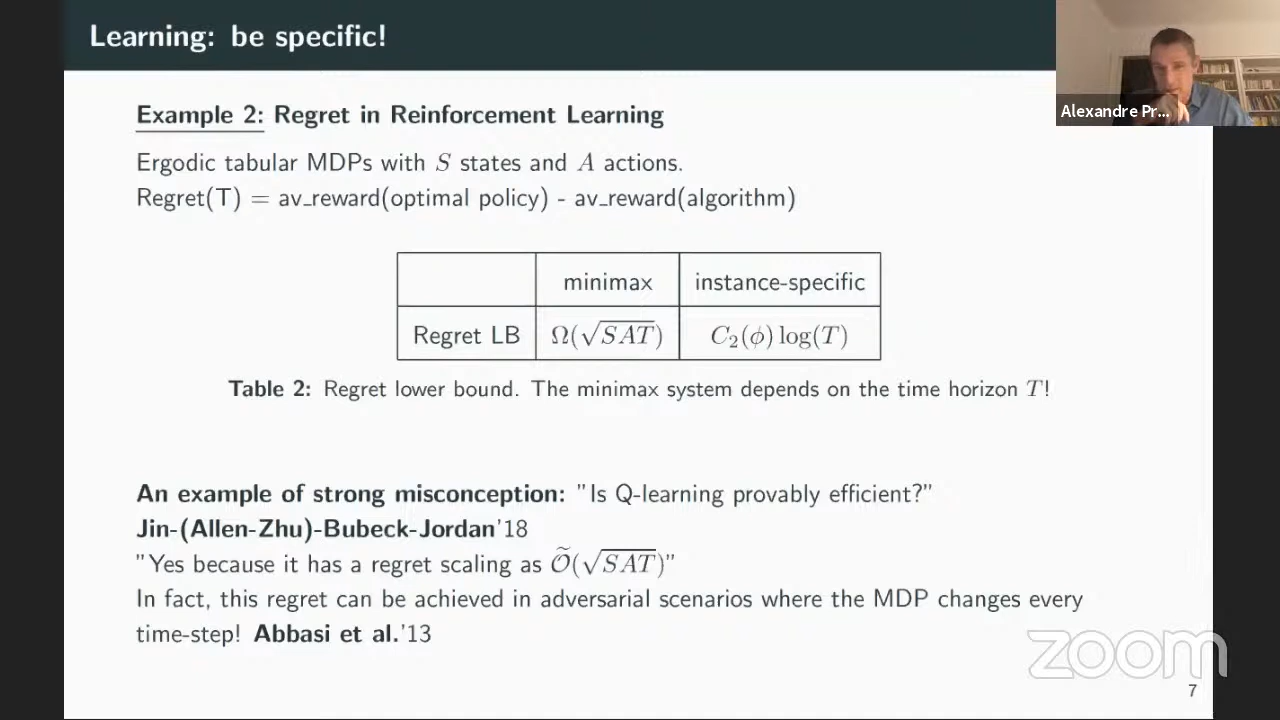 Learning: be specific!
Alexandre Pr...
Example 2: Regret in Reinforcement Learning
Ergodic tabular MDPs with S states and A actions.
Regret(T) = av_reward(optimal policy) - av_reward(algorithm)
minimax instance-specific
Regret LB Ω(√SAT) C₂(ϕ) log(T)
Table 2: Regret lower bound. The minimax system depends on the time horizon T!
An example of strong misconception: "Is Q-learning provably efficient?"
Jin-(Allen-Zhu)-Bubeck-Jordan'18
"Yes because it has a regret scaling as Õ(√SAT)"
In fact, this regret can be achieved in adversarial scenarios where the MDP changes every
time-step! Abbasi et al.'13
zoom
7